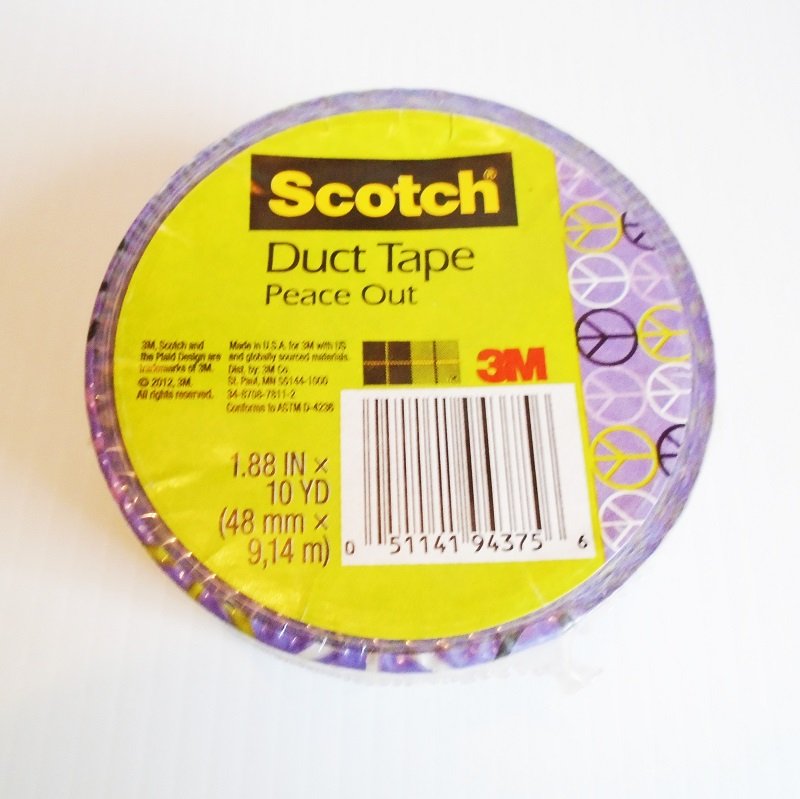 Scotch®
Duct Tape
Peace Out
3M, Scotch and
the Plaid Design are
trademarks of 3M.
© 2012, 3M.
All rights reserved.
Made in U.S.A. for 3M with US
and globally sourced materials.
Dist. by: 3M Co.
St. Paul, MN 55144-1000
34-8708-7811-2
Conforms to ASTM D-4236
3M
1.88 IN ×
10 YD
(48 mm ×
9,14 m)
0 51141 94375 6